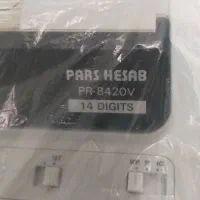 PARS HESAB
PR-8420V
14 DIGITS